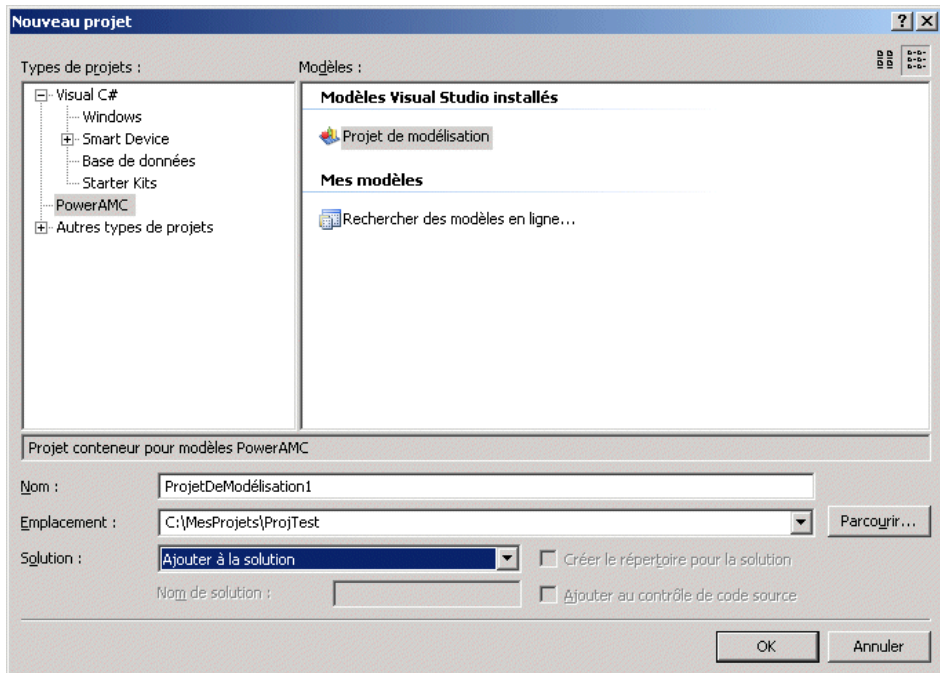 Nouveau projet
Types de projets :
Modèles :
Visual C#
Windows
Smart Device
Base de données
Starter Kits
PowerAMC
Autres types de projets
Modèles Visual Studio installés
Projet de modélisation
Mes modèles
Rechercher des modèles en ligne...
Projet conteneur pour modèles PowerAMC
Nom :
ProjetDeModélisation1
Emplacement :
C:\MesProjets\ProjTest
Parcourir...
Solution :
Ajouter à la solution
Créer le répertoire pour la solution
Nom de solution :
Ajouter au contrôle de code source
OK
Annuler